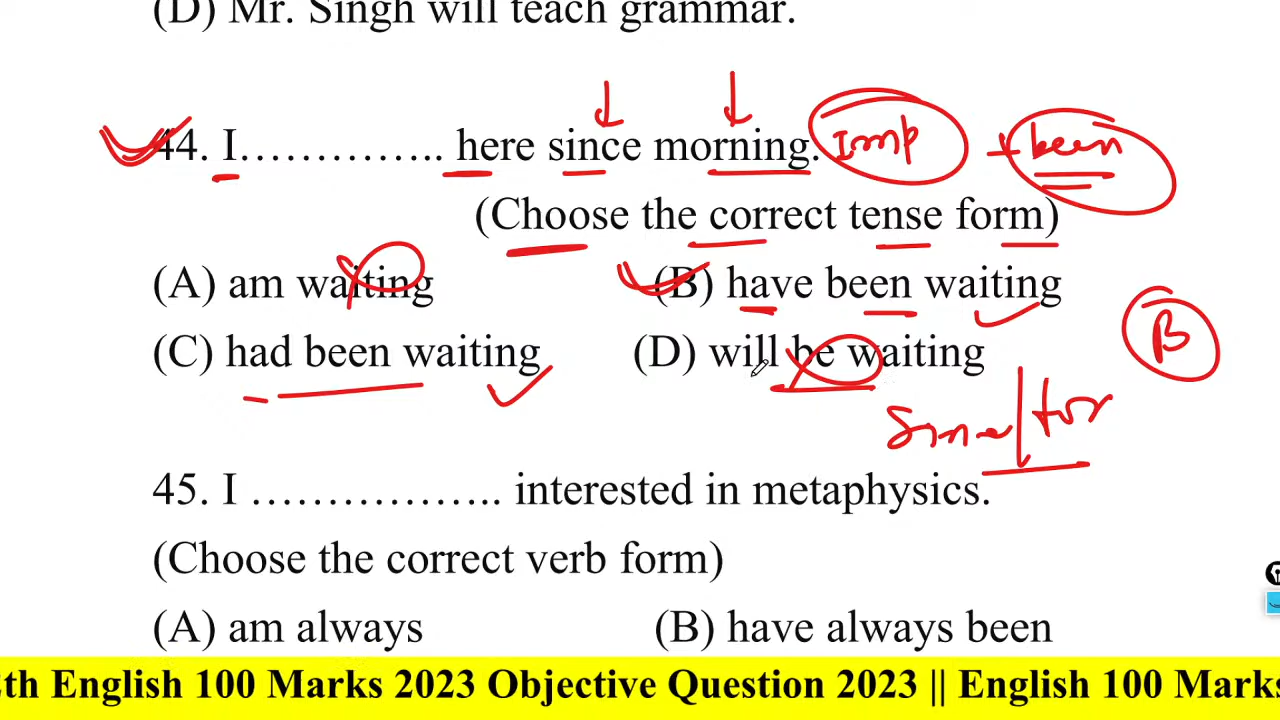 (D) Mr. Singh will teach grammar.
44. I………….. here since morning. Imp + been
(Choose the correct tense form)
(A) am waiting (B) have been waiting
B
(C) had been waiting (D) will be waiting
Since/for
45. I …………….. interested in metaphysics.
(Choose the correct verb form)
(A) am always (B) have always been
th English 100 Marks 2023 Objective Question 2023 || English 100 Marks